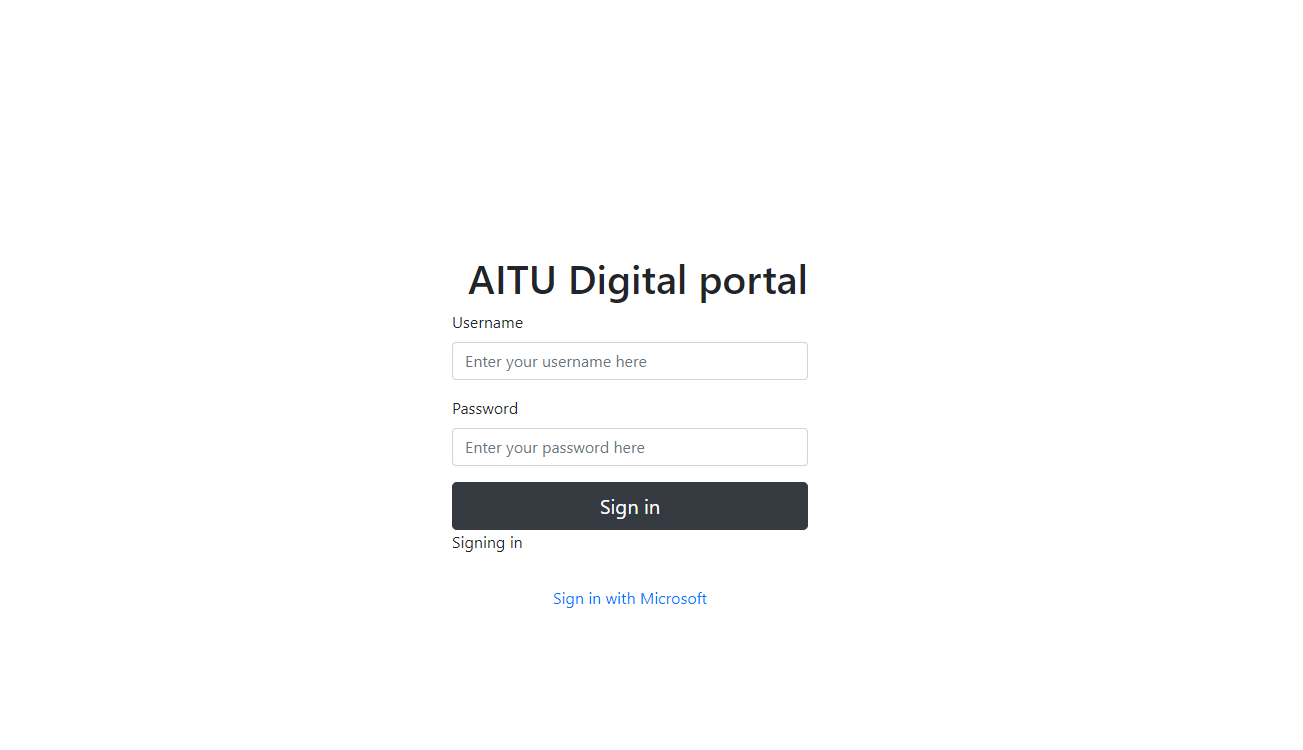 AITU Digital portal
Username
Enter your username here
Password
Enter your password here
Sign in
Signing in
Sign in with Microsoft